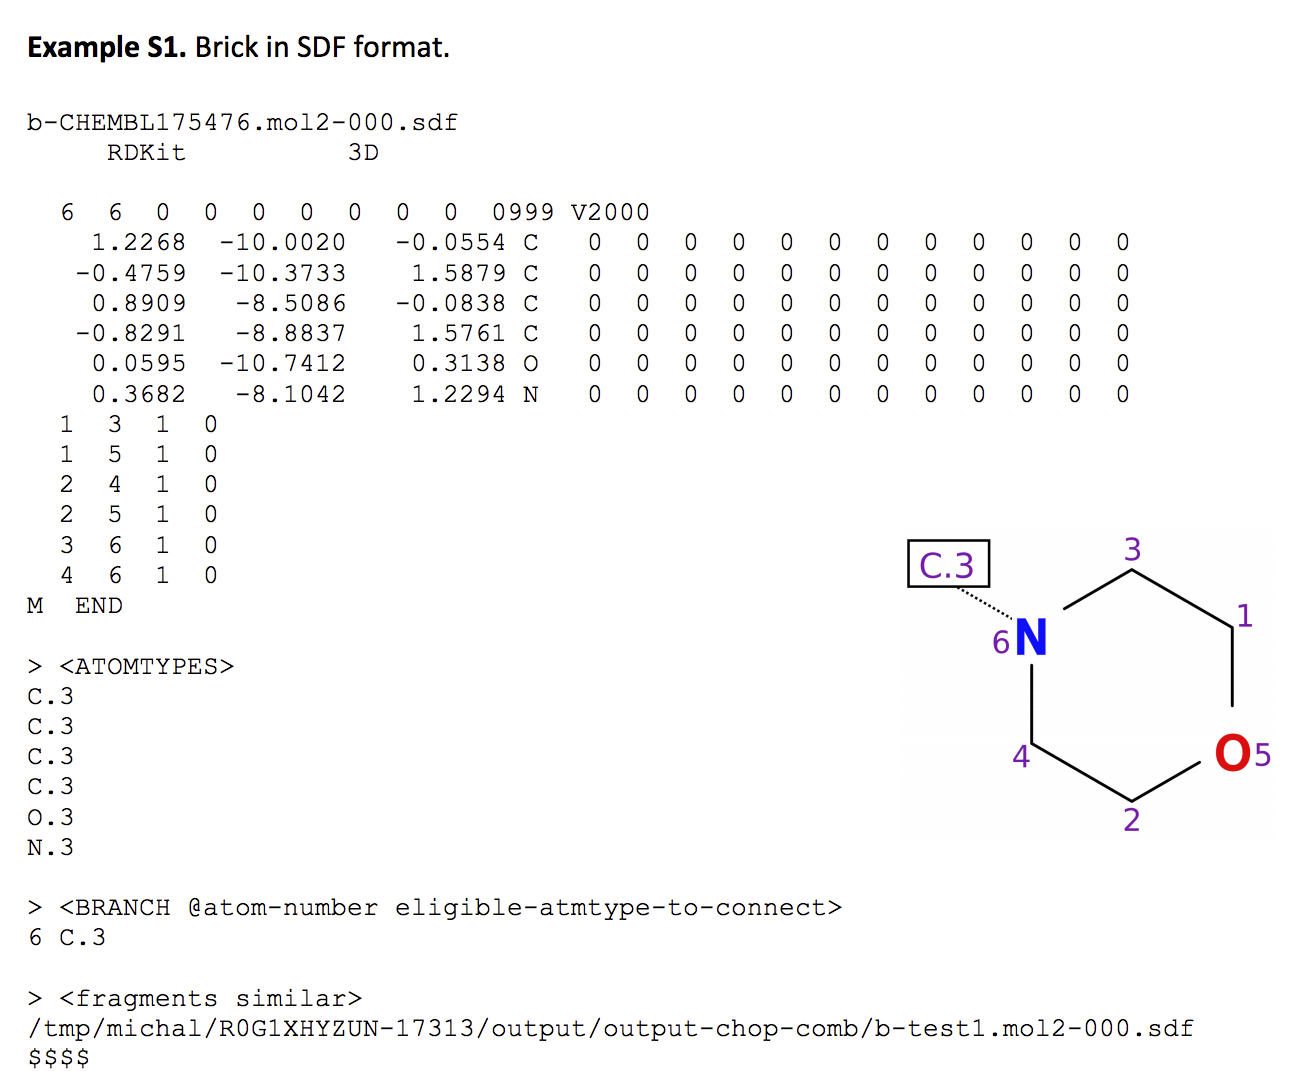 Example S1. Brick in SDF format.
b-CHEMBL175476.mol2-000.sdf
RDKit 3D
6 6 0 0 0 0 0 0 0 0999 V2000
1.2268 -10.0020 -0.0554 C 0 0 0 0 0 0 0 0 0 0 0 0
-0.4759 -10.3733 1.5879 C 0 0 0 0 0 0 0 0 0 0 0 0
0.8909 -8.5086 -0.0838 C 0 0 0 0 0 0 0 0 0 0 0 0
-0.8291 -8.8837 1.5761 C 0 0 0 0 0 0 0 0 0 0 0 0
0.0595 -10.7412 0.3138 O 0 0 0 0 0 0 0 0 0 0 0 0
0.3682 -8.1042 1.2294 N 0 0 0 0 0 0 0 0 0 0 0 0
1 3 1 0
1 5 1 0
2 4 1 0
2 5 1 0
3 6 1 0
4 6 1 0
M END
> <ATOMTYPES>
C.3
C.3
C.3
C.3
O.3
N.3
> <BRANCH @atom-number eligible-atmtype-to-connect>
6 C.3
> <fragments similar>
/tmp/michal/R0G1XHYZUN-17313/output/output-chop-comb/b-test1.mol2-000.sdf
$$$$
C.3
3
1
6 N
4
O 5
2